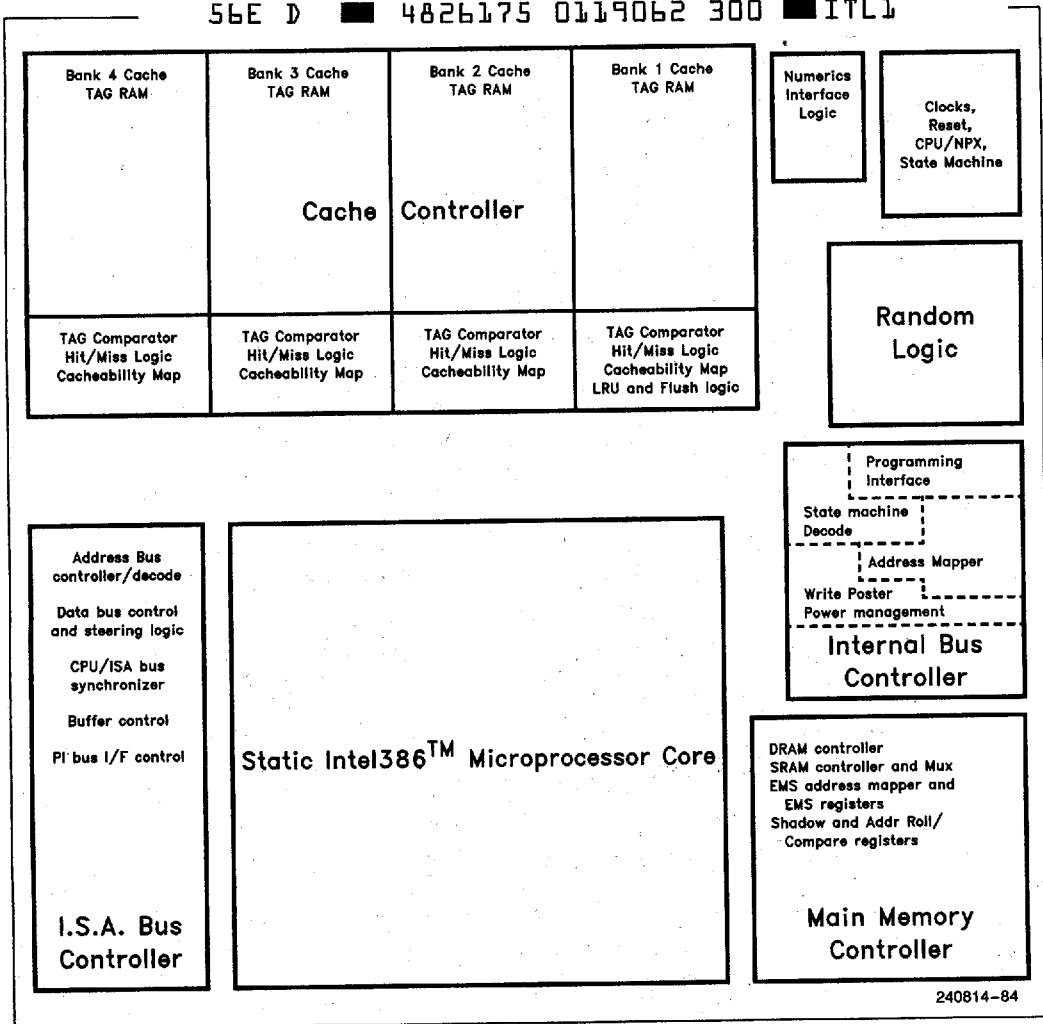 56E D 4826175 0119062 300 ITL1
Bank 4 Cache
TAG RAM
Bank 3 Cache
TAG RAM
Bank 2 Cache
TAG RAM
Bank 1 Cache
TAG RAM
Cache Controller
TAG Comparator
Hit/Miss Logic
Cacheability Map
TAG Comparator
Hit/Miss Logic
Cacheability Map
TAG Comparator
Hit/Miss Logic
Cacheability Map
TAG Comparator
Hit/Miss Logic
Cacheability Map
LRU and Flush logic
Numerics
Interface
Logic
Clocks,
Reset,
CPU/NPX,
State Machine
Random
Logic
Programming
Interface
State machine
Decode
Address Mapper
Write Poster
Power management
Internal Bus
Controller
Address Bus
controller/decode
Data bus control
and steering logic
CPU/ISA bus
synchronizer
Buffer control
PI bus I/F control
I.S.A. Bus
Controller
Static Intel386™ Microprocessor Core
DRAM controller
SRAM controller and Mux
EMS address mapper and
EMS registers
Shadow and Addr Roll/
Compare registers
Main Memory
Controller
240814-84